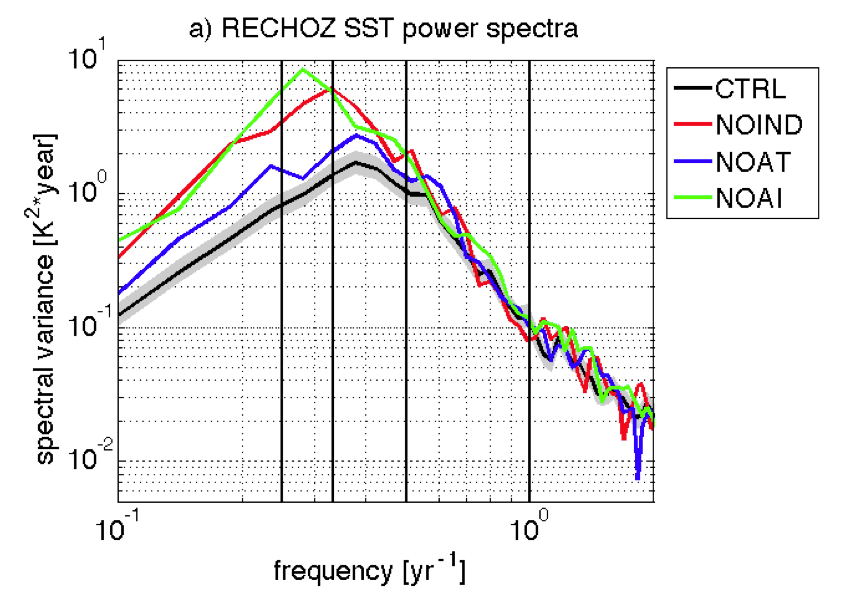 a) RECHOZ SST power spectra
10^1
10^0
10^-1
10^-2
spectral variance [K^2*year]
10^-1
10^0
frequency [yr^-1]
CTRL
NOIND
NOAT
NOAI